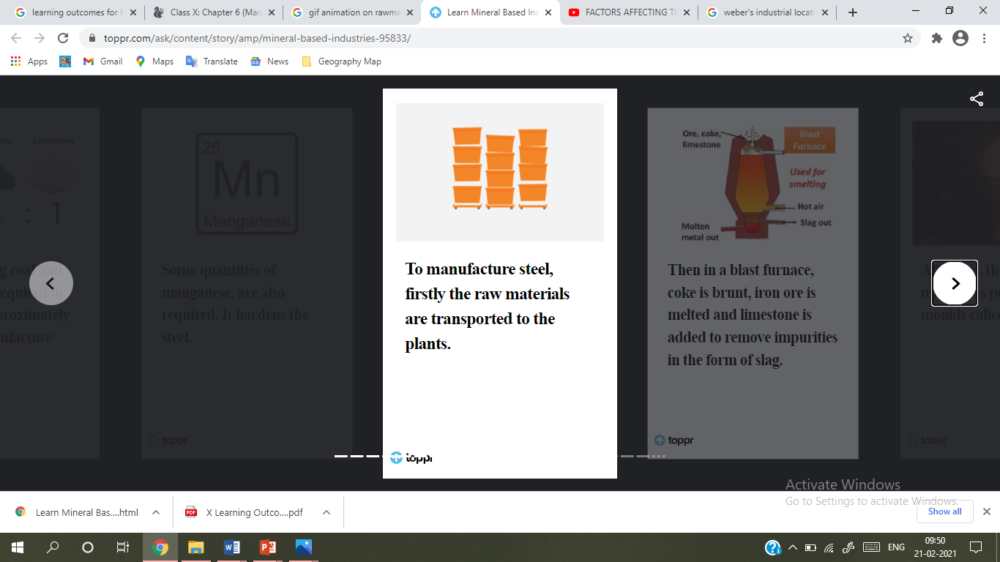 learning outcomes for t
Class X: Chapter 6 (Man
gif animation on rawma
Learn Mineral Based Ind
FACTORS AFFECTING TH
weber's industrial locati
toppr.com/ask/content/story/amp/mineral-based-industries-95833/
Apps
Gmail
Maps
Translate
News
Geography Map
oal Limestone
: 1
g coal and
equired in
proximately
ufacture
25
Mn
Manganese
Some quantities of
manganese, are also
required. It hardens the
steel.
toppr
To manufacture steel,
firstly the raw materials
are transported to the
plants.
toppr
Ore, coke,
limestone
Blast
Furnace
Used for
smelting
Hot air
Slag out
Molten
metal out
Then in a blast furnace,
coke is brunt, iron ore is
melted and limestone is
added to remove impurities
in the form of slag.
toppr
moulds calle
toppr
Activate Windows
Go to Settings to activate Windows.
Learn Mineral Bas....html
PDF
X Learning Outco....pdf
Show all
ENG
09:50
21-02-2021